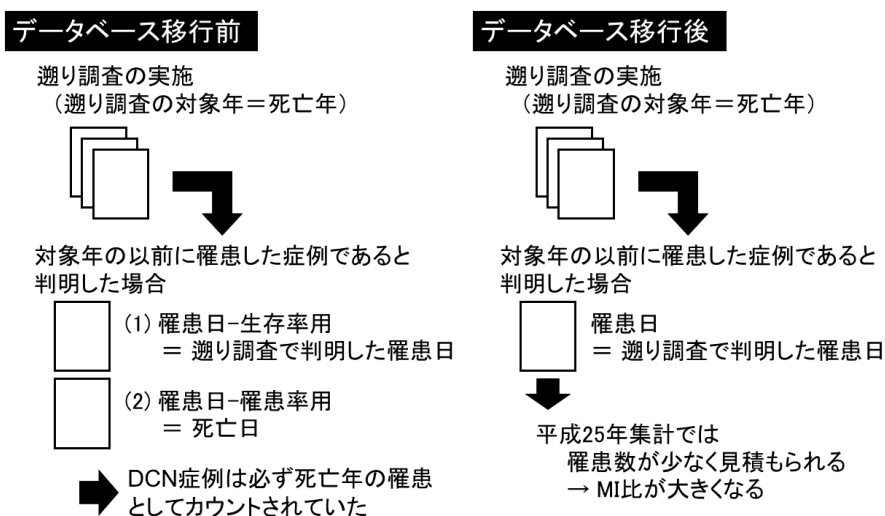 データベース移行前
遡り調査の実施
（遡り調査の対象年＝死亡年）
対象年の以前に罹患した症例であると
判明した場合
(1) 罹患日-生存率用
＝ 遡り調査で判明した罹患日
(2) 罹患日-罹患率用
＝ 死亡日
DCN症例は必ず死亡年の罹患
としてカウントされていた
データベース移行後
遡り調査の実施
（遡り調査の対象年＝死亡年）
対象年の以前に罹患した症例であると
判明した場合
罹患日
＝ 遡り調査で判明した罹患日
平成25年集計では
罹患数が少なく見積もられる
→ MI比が大きくなる